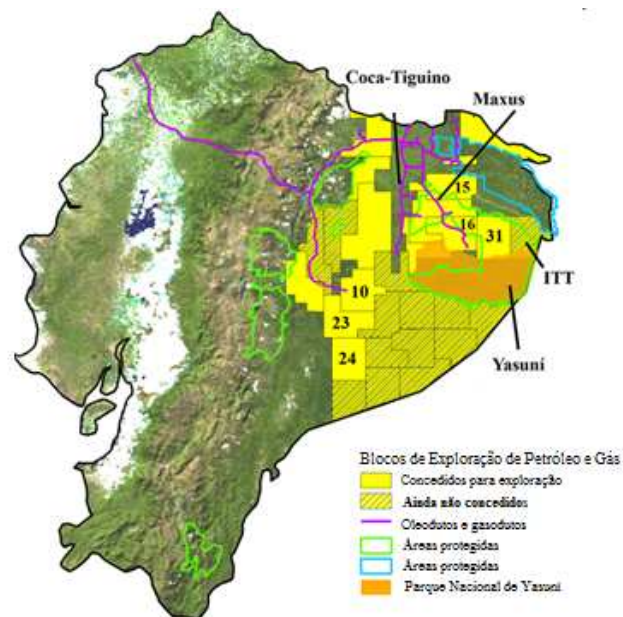 Coca-Tiguino
Maxus
15
16
31
ITT
10
23
24
Yasuní
Blocos de Exploração de Petróleo e Gás
Concedidos para exploração
Ainda não concedidos
Oleodutos e gasodutos
Áreas protegidas
Áreas protegidas
Parque Nacional de Yasuní